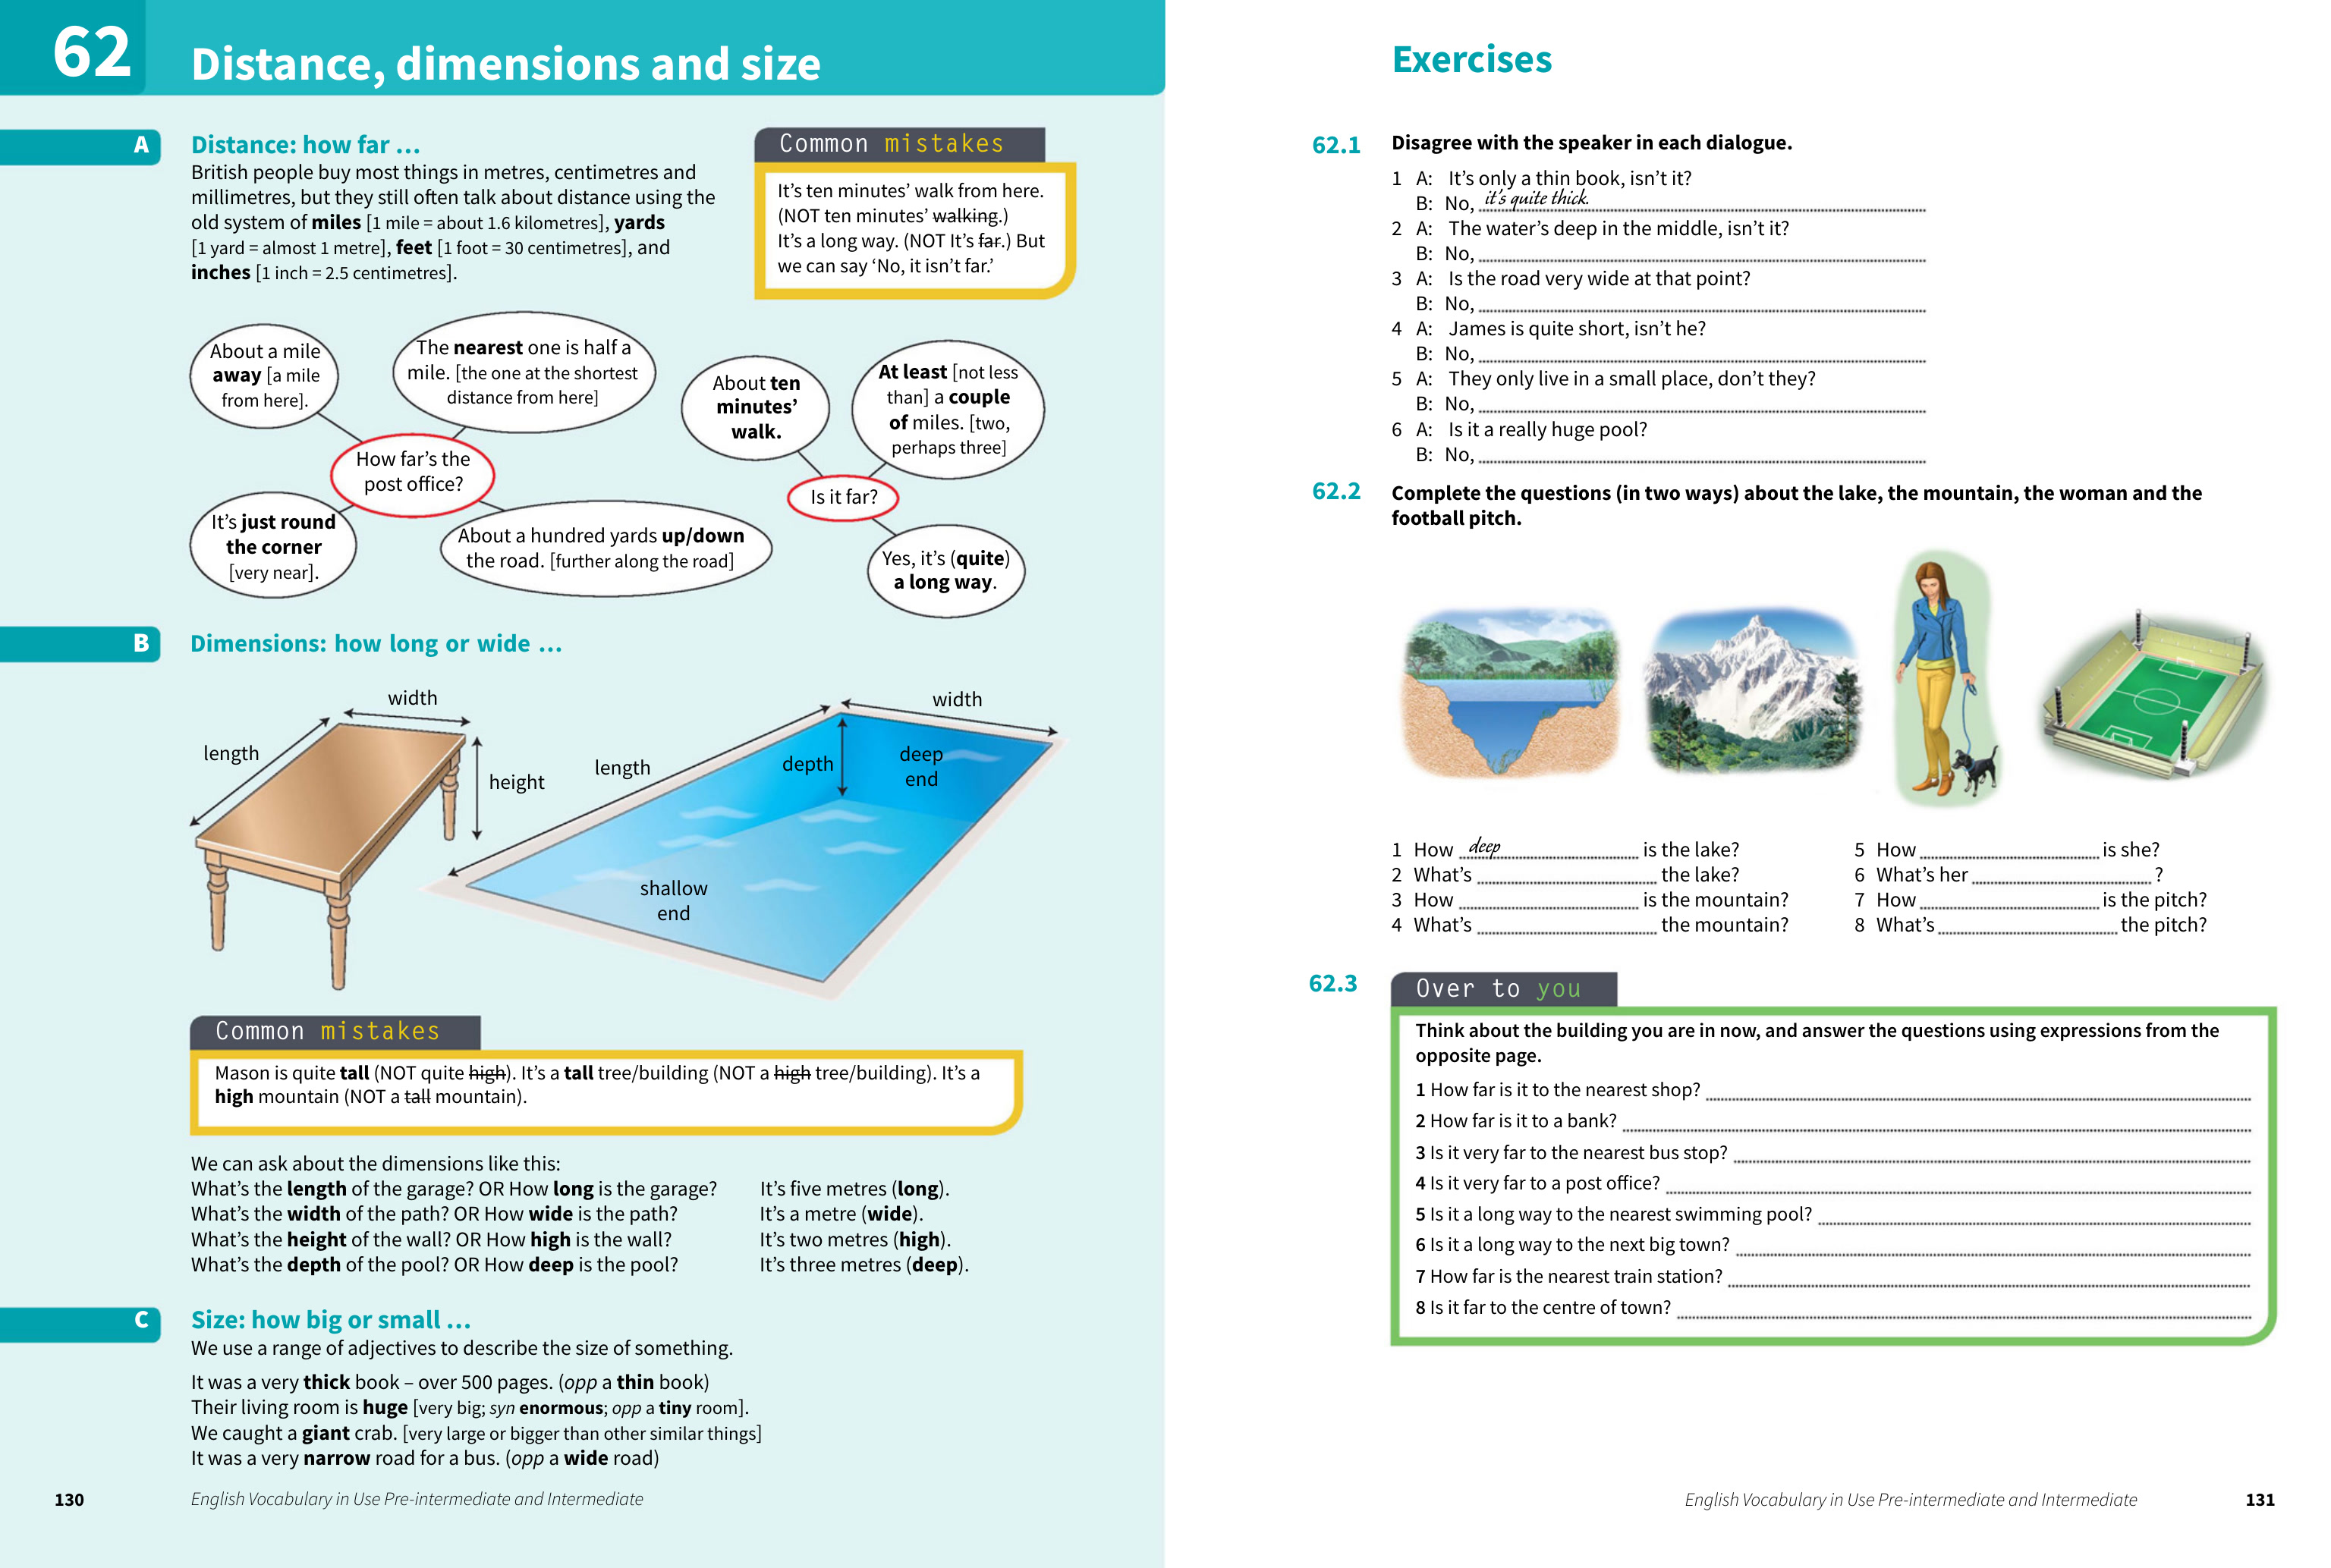 62
Distance, dimensions and size
A
Distance: how far ...
British people buy most things in metres, centimetres and
millimetres, but they still often talk about distance using the
old system of miles [1 mile = about 1.6 kilometres], yards
[1 yard = almost 1 metre], feet [1 foot = 30 centimetres], and
inches [1 inch = 2.5 centimetres].
Common mistakes
It's ten minutes' walk from here.
(NOT ten minutes' walking.)
It's a long way. (NOT It's far.) But
we can say 'No, it isn't far.'
About a mile
away [a mile
from here].
The nearest one is half a
mile. [the one at the shortest
distance from here]
How far's the
post office?
It's just round
the corner
[very near].
About a hundred yards up/down
the road. [further along the road]
About ten
minutes'
walk.
At least [not less
than] a couple
of miles. [two,
perhaps three]
Is it far?
Yes, it's (quite)
a long way.
B
Dimensions: how long or wide ...
width
length
height
width
length
depth
deep
end
shallow
end
Common mistakes
Mason is quite tall (NOT quite high). It's a tall tree/building (NOT a high tree/building). It's a
high mountain (NOT a tall mountain).
We can ask about the dimensions like this:
What's the length of the garage? OR How long is the garage? It's five metres (long).
What's the width of the path? OR How wide is the path? It's a metre (wide).
What's the height of the wall? OR How high is the wall? It's two metres (high).
What's the depth of the pool? OR How deep is the pool? It's three metres (deep).
C
Size: how big or small ...
We use a range of adjectives to describe the size of something.
It was a very thick book – over 500 pages. (opp a thin book)
Their living room is huge [very big; syn enormous; opp a tiny room].
We caught a giant crab. [very large or bigger than other similar things]
It was a very narrow road for a bus. (opp a wide road)
130
English Vocabulary in Use Pre-intermediate and Intermediate
Exercises
62.1
Disagree with the speaker in each dialogue.
1 A: It's only a thin book, isn't it?
B: No, it's quite thick.
2 A: The water's deep in the middle, isn't it?
B: No,
3 A: Is the road very wide at that point?
B: No,
4 A: James is quite short, isn't he?
B: No,
5 A: They only live in a small place, don't they?
B: No,
6 A: Is it a really huge pool?
B: No,
62.2
Complete the questions (in two ways) about the lake, the mountain, the woman and the
football pitch.
1 How deep is the lake?
2 What's the lake?
3 How is the mountain?
4 What's the mountain?
5 How is she?
6 What's her ?
7 How is the pitch?
8 What's the pitch?
62.3
Over to you
Think about the building you are in now, and answer the questions using expressions from the
opposite page.
1 How far is it to the nearest shop?
2 How far is it to a bank?
3 Is it very far to the nearest bus stop?
4 Is it very far to a post office?
5 Is it a long way to the nearest swimming pool?
6 Is it a long way to the next big town?
7 How far is the nearest train station?
8 Is it far to the centre of town?
English Vocabulary in Use Pre-intermediate and Intermediate
131